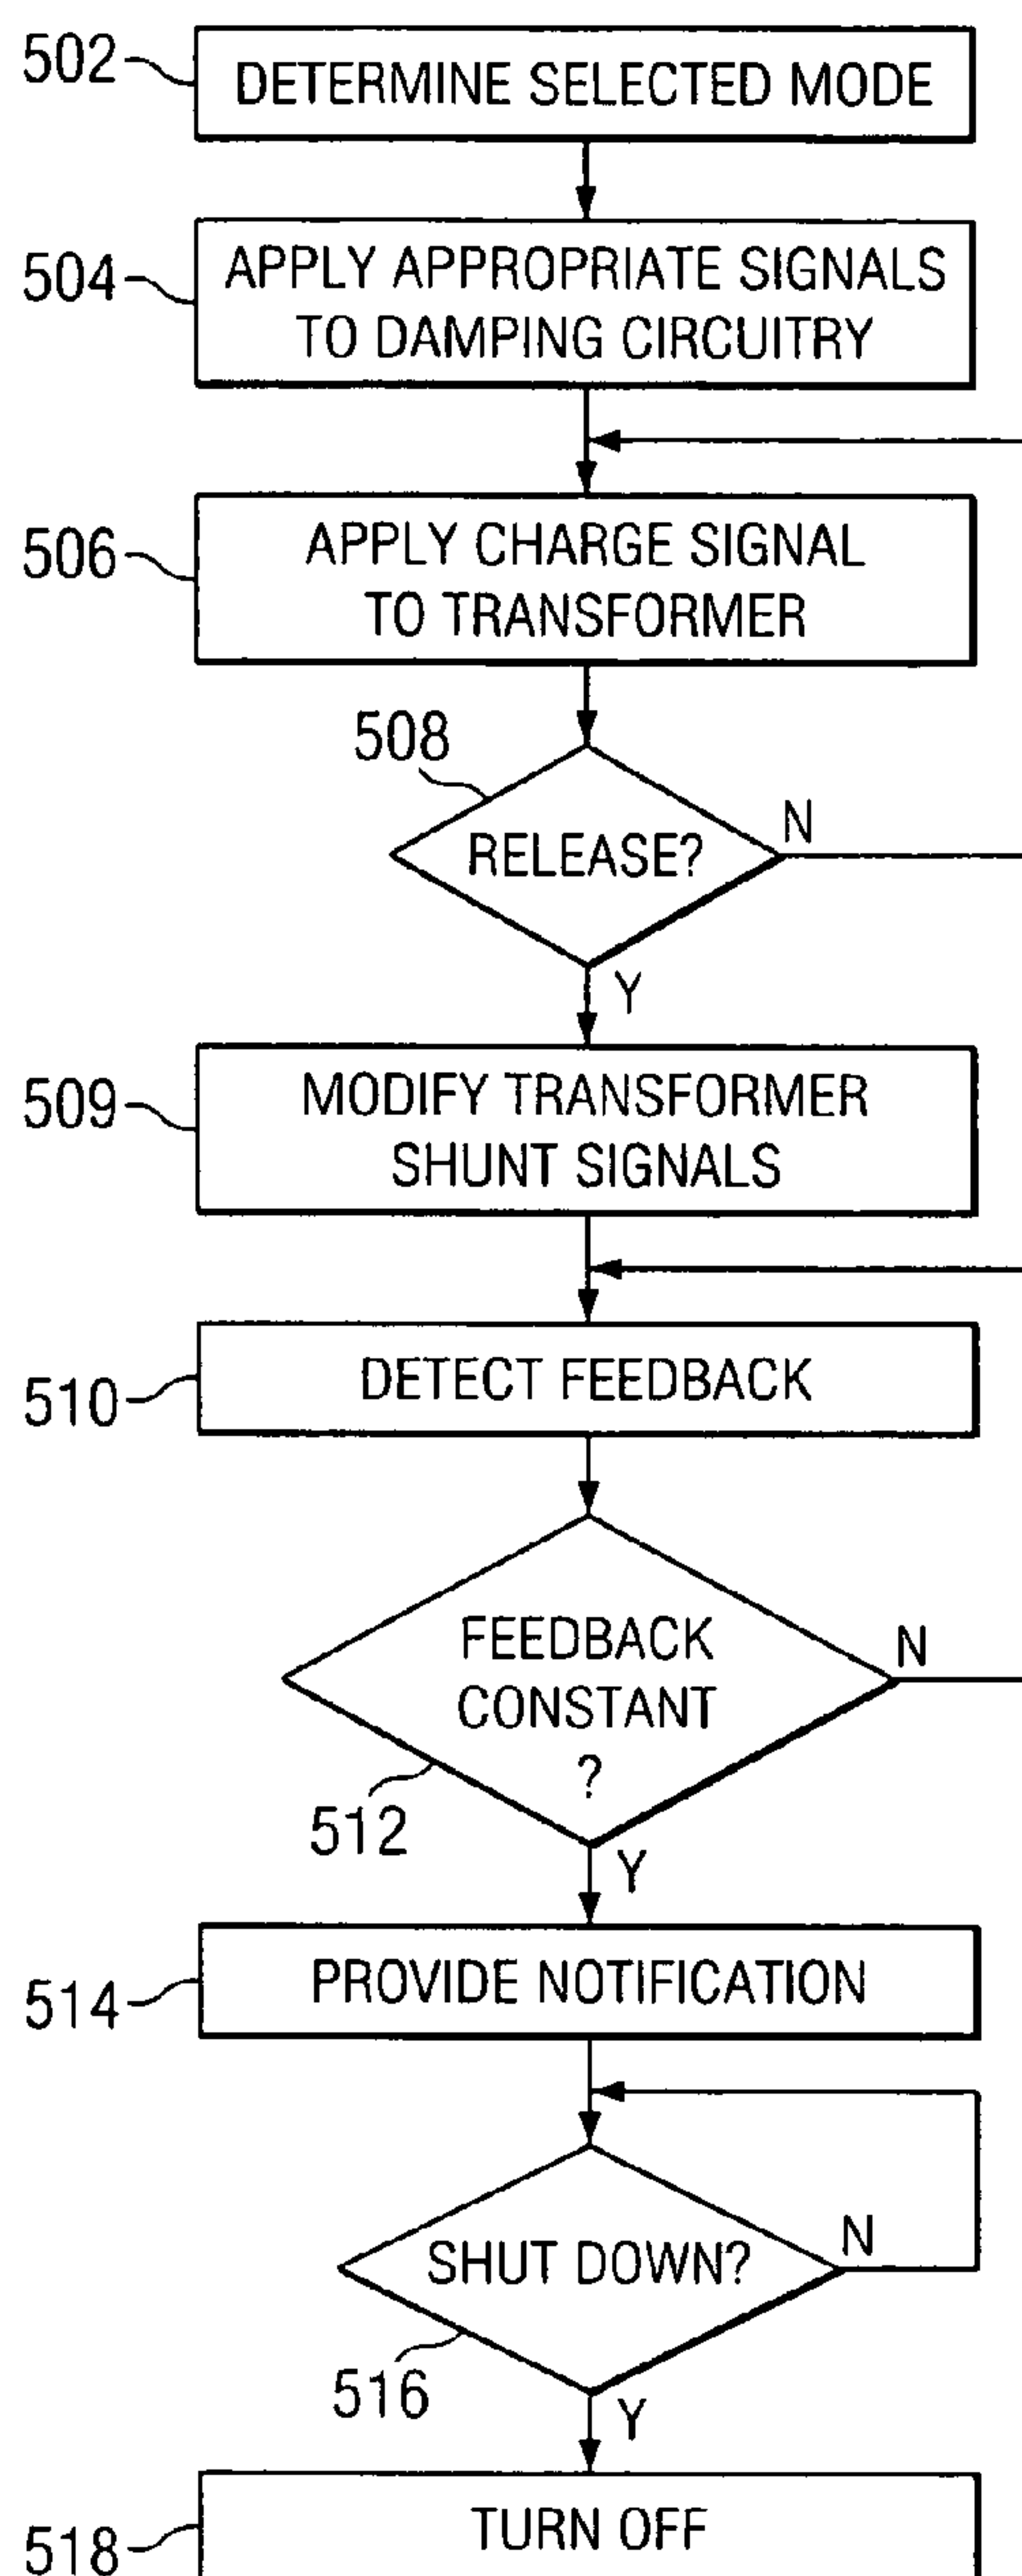 502
DETERMINE SELECTED MODE
504
APPLY APPROPRIATE SIGNALS
TO DAMPING CIRCUITRY
506
APPLY CHARGE SIGNAL
TO TRANSFORMER
508
RELEASE?
N
Y
509
MODIFY TRANSFORMER
SHUNT SIGNALS
510
DETECT FEEDBACK
FEEDBACK
CONSTANT
?
N
512
Y
514
PROVIDE NOTIFICATION
SHUT DOWN?
N
516
Y
518
TURN OFF